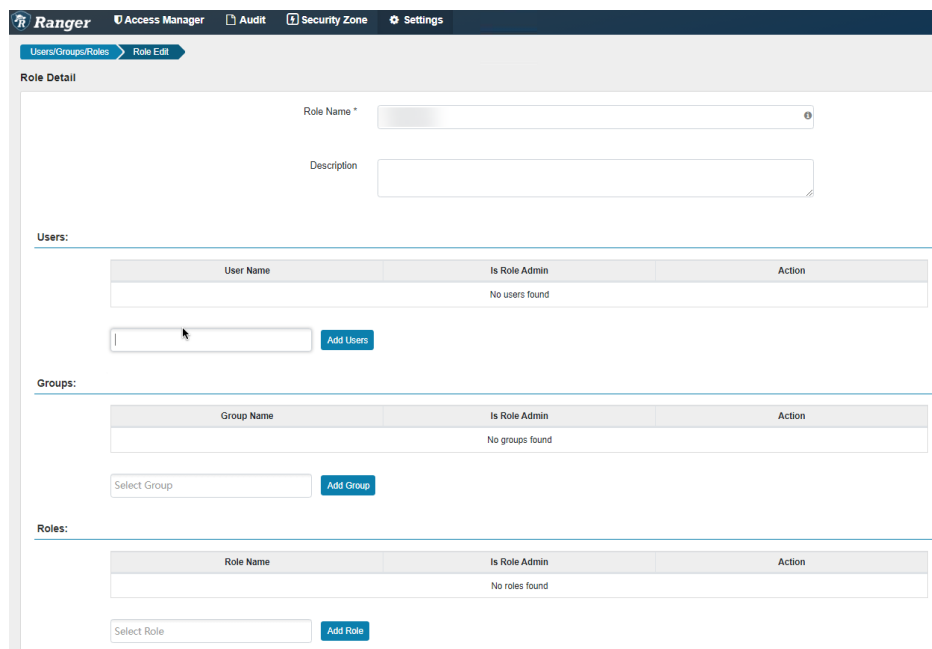 Ranger Access Manager Audit Security Zone Settings
Users/Groups/Roles Role Edit
Role Detail
Role Name *
Description
Users:
User Name Is Role Admin Action
No users found
Add Users
Groups:
Group Name Is Role Admin Action
No groups found
Select Group Add Group
Roles:
Role Name Is Role Admin Action
No roles found
Select Role Add Role